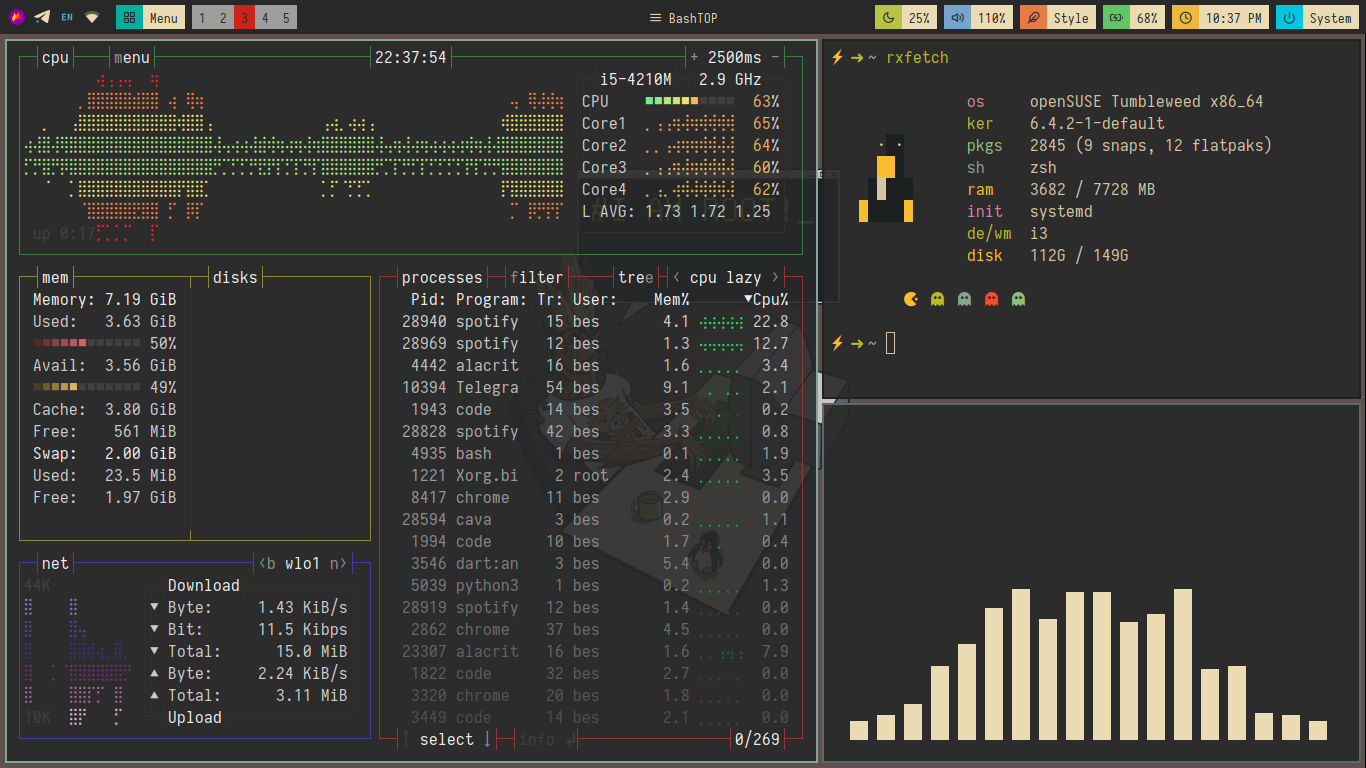 EN Menu 1 2 3 4 5 BashTOP 25% 110% Style 68% 10:37 PM System
cpu menu 22:37:54 + 2500ms -
i5-4210M 2.9 GHz
CPU 63%
Core1 65%
Core2 64%
Core3 60%
Core4 62%
L AVG: 1.73 1.72 1.25
up 0:17
mem disks
Memory: 7.19 GiB
Used: 3.63 GiB
50%
Avail: 3.56 GiB
49%
Cache: 3.80 GiB
Free: 561 MiB
Swap: 2.00 GiB
Used: 23.5 MiB
Free: 1.97 GiB
net <b wlo1 n>
44K
Download
▼ Byte: 1.43 KiB/s
▼ Bit: 11.5 Kibps
▼ Total: 15.0 MiB
▲ Byte: 2.24 KiB/s
▲ Total: 3.11 MiB
10K
Upload
processes filter tree < cpu lazy >
Pid: Program: Tr: User: Mem% ▼Cpu%
28940 spotify 15 bes 4.1 22.8
28969 spotify 12 bes 1.3 12.7
4442 alacrit 16 bes 1.6 3.4
10394 Telegra 54 bes 9.1 2.1
1943 code 14 bes 3.5 0.2
28828 spotify 42 bes 3.3 0.8
4935 bash 1 bes 0.1 1.9
1221 Xorg.bi 2 root 2.4 3.5
8417 chrome 11 bes 2.9 0.0
28594 cava 3 bes 0.2 1.1
1994 code 10 bes 1.7 0.4
3546 dart:an 3 bes 5.4 0.0
5039 python3 1 bes 0.2 1.3
28919 spotify 12 bes 1.4 0.0
2862 chrome 37 bes 4.5 0.0
23307 alacrit 16 bes 1.6 7.9
1822 code 32 bes 2.7 0.0
3320 chrome 20 bes 1.8 0.0
3449 code 14 bes 2.1 0.0
↑ select ↓ info ↲ 0/269
⚡ → ~ rxfetch
os openSUSE Tumbleweed x86_64
ker 6.4.2-1-default
pkgs 2845 (9 snaps, 12 flatpaks)
sh zsh
ram 3682 / 7728 MB
init systemd
de/wm i3
disk 112G / 149G
⚡ → ~